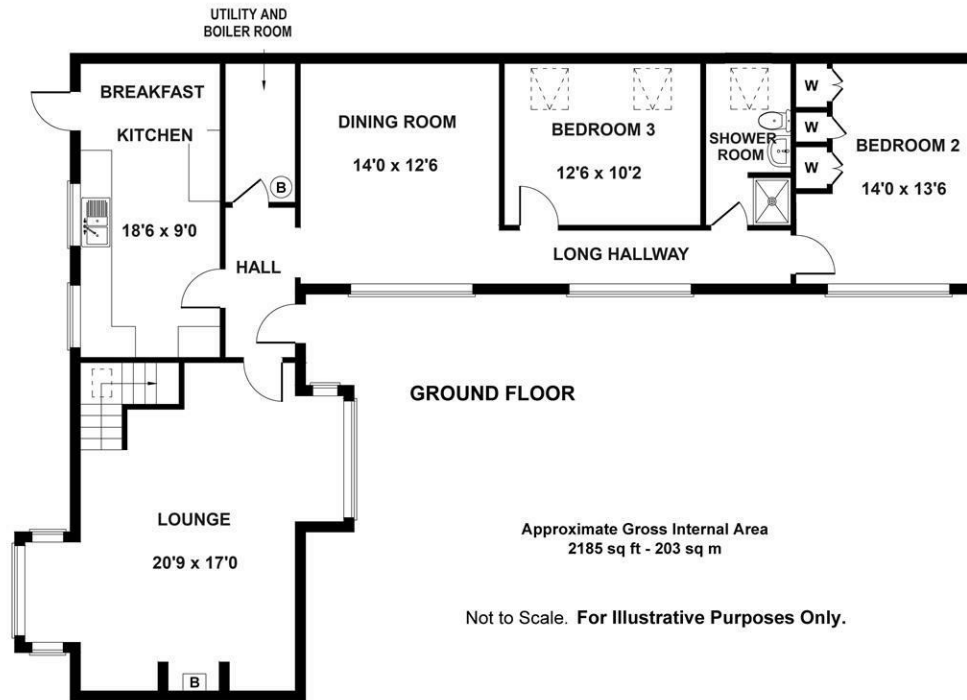 UTILITY AND
BOILER ROOM
BREAKFAST
KITCHEN
18'6 x 9'0
B
HALL
DINING ROOM
14'0 x 12'6
BEDROOM 3
12'6 x 10'2
SHOWER
ROOM
W
W
W
BEDROOM 2
14'0 x 13'6
LONG HALLWAY
GROUND FLOOR
LOUNGE
20'9 x 17'0
B
Approximate Gross Internal Area
2185 sq ft - 203 sq m
Not to Scale. For Illustrative Purposes Only.